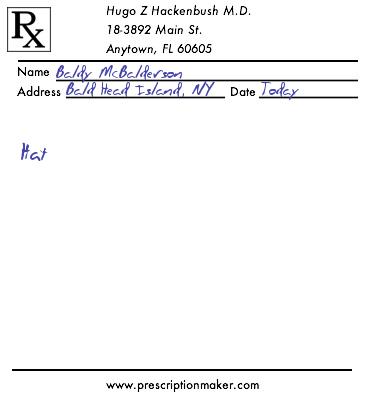 Rx
Hugo Z Hackenbush M.D.
18-3892 Main St.
Anytown, FL 60605
Name Baldy McBalderson
Address Bald Head Island, NY Date Today
Hat
www.prescriptionmaker.com